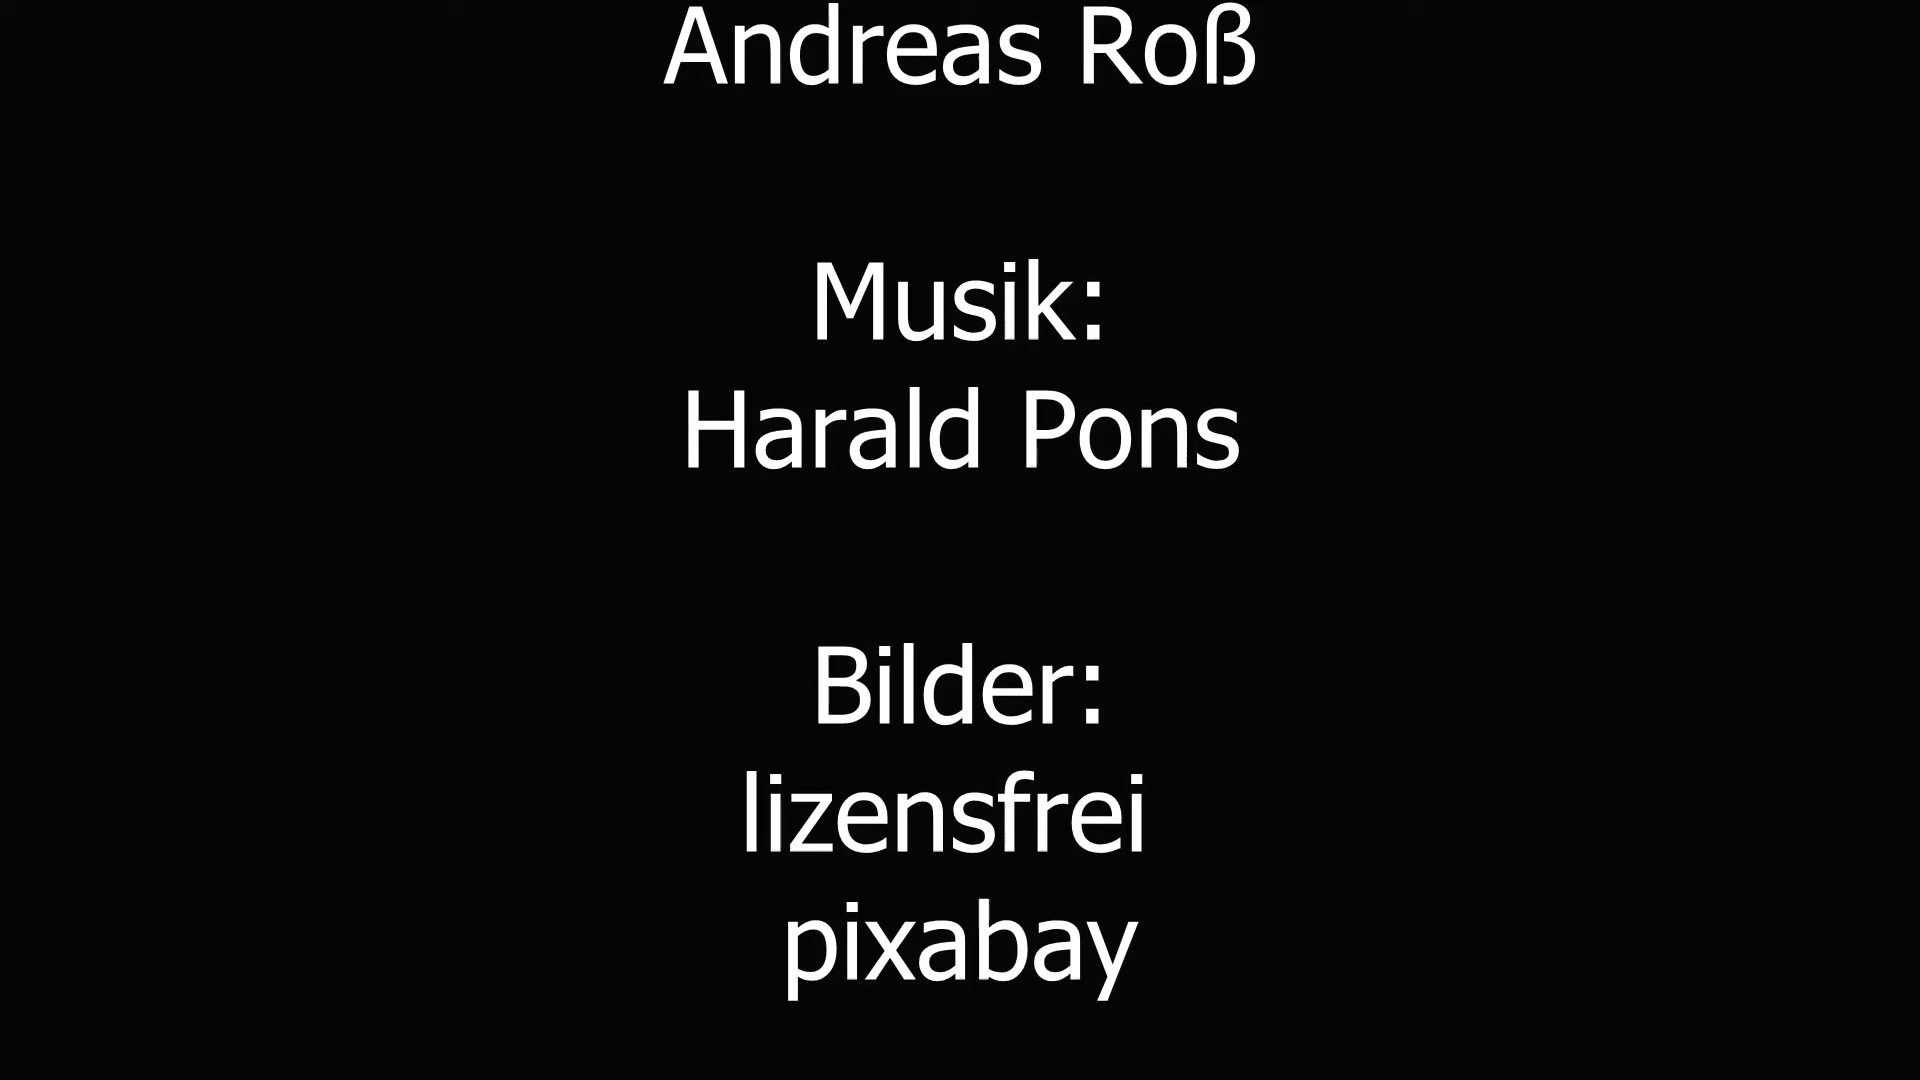 Andreas Roß
Musik:
Harald Pons
Bilder:
lizensfrei
pixabay